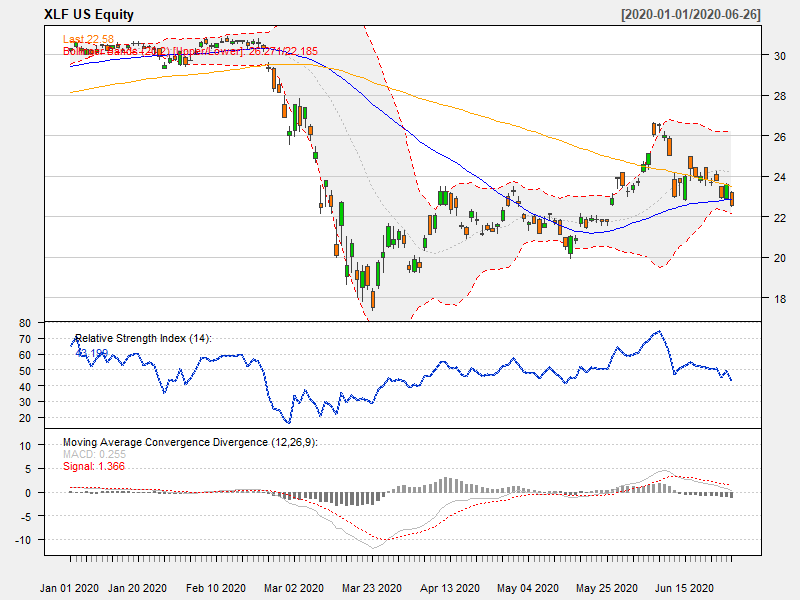 XLF US Equity [2020-01-01/2020-06-26]
Last 22.58
Bollinger Bands (20,2) [Upper/Lower]: 26.271/22.185
30
28
26
24
22
20
18
80
70
60
50
40
30
20
Relative Strength Index (14):
43.199
10
5
0
-5
-10
Moving Average Convergence Divergence (12,26,9):
MACD: 0.255
Signal: 1.366
Jan 01 2020 Jan 20 2020 Feb 10 2020 Mar 02 2020 Mar 23 2020 Apr 13 2020 May 04 2020 May 25 2020 Jun 15 2020